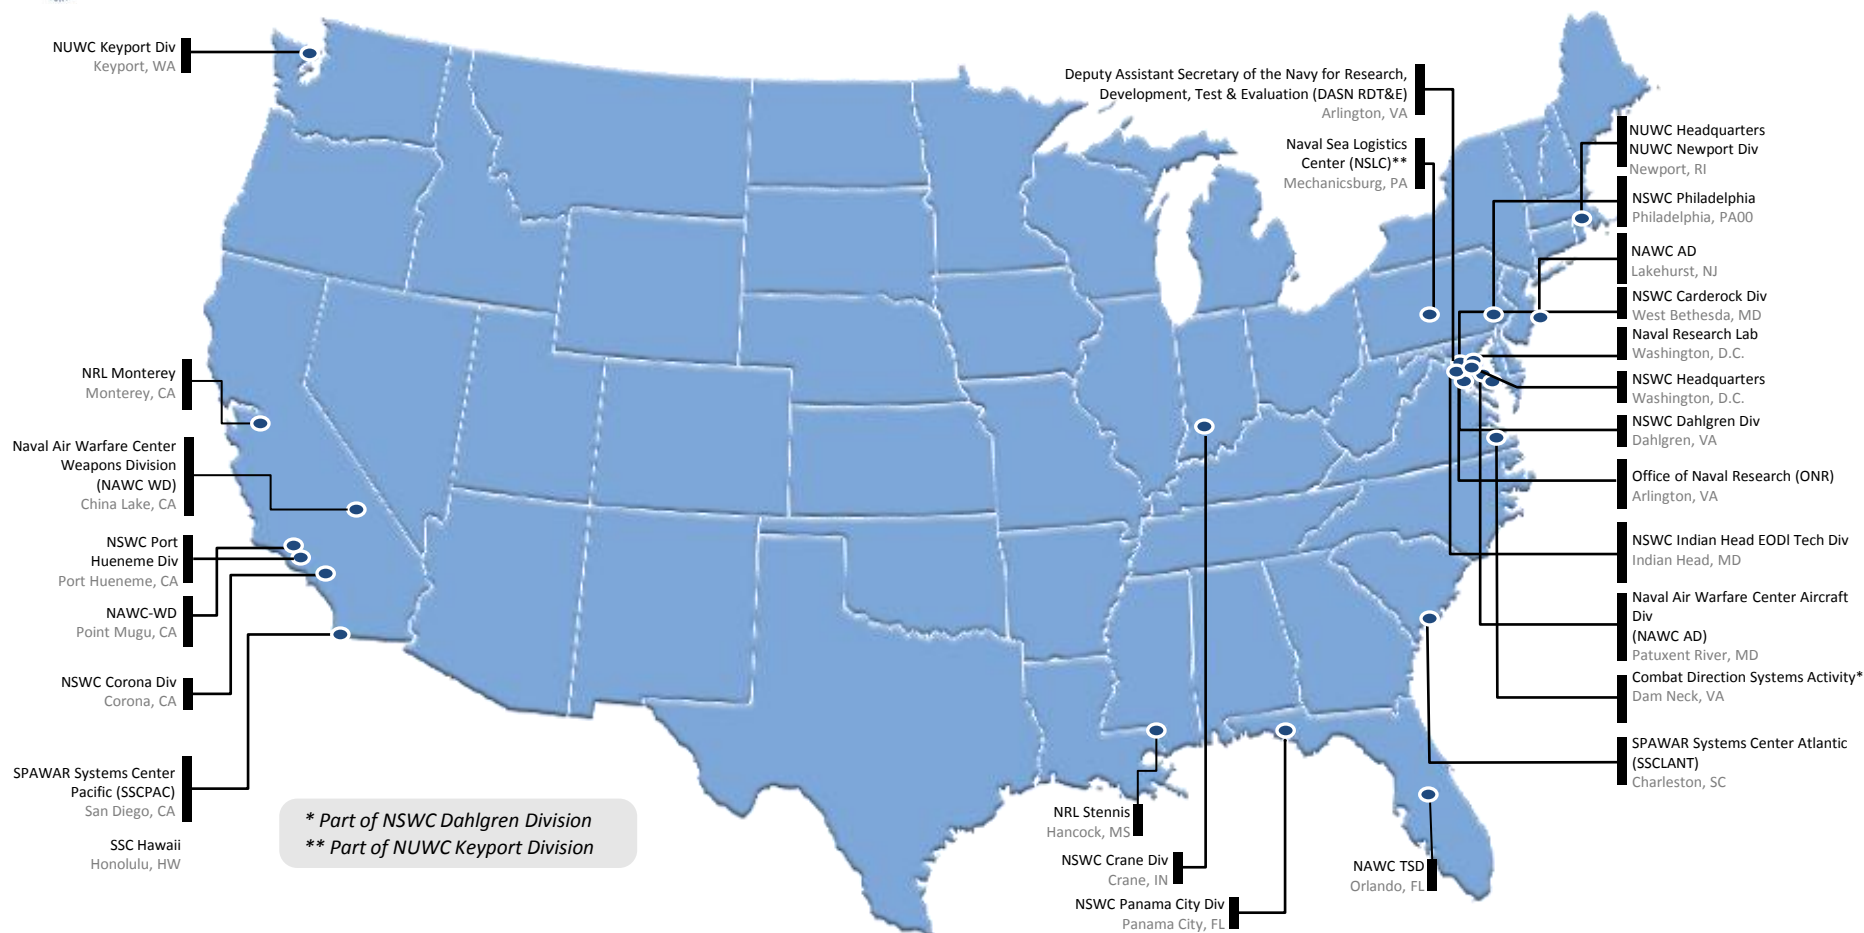 NUWC Keyport Div
Keyport, WA
NRL Monterey
Monterey, CA
Naval Air Warfare Center
Weapons Division
(NAWC WD)
China Lake, CA
NSWC Port
Hueneme Div
Port Hueneme, CA
NAWC-WD
Point Mugu, CA
NSWC Corona Div
Corona, CA
SPAWAR Systems Center
Pacific (SSCPAC)
San Diego, CA
SSC Hawaii
Honolulu, HW
* Part of NSWC Dahlgren Division
** Part of NUWC Keyport Division
Deputy Assistant Secretary of the Navy for Research,
Development, Test & Evaluation (DASN RDT&E)
Arlington, VA
Naval Sea Logistics
Center (NSLC)**
Mechanicsburg, PA
NRL Stennis
Hancock, MS
NSWC Crane Div
Crane, IN
NSWC Panama City Div
Panama City, FL
NAWC TSD
Orlando, FL
NUWC Headquarters
NUWC Newport Div
Newport, RI
NSWC Philadelphia
Philadelphia, PA00
NAWC AD
Lakehurst, NJ
NSWC Carderock Div
West Bethesda, MD
Naval Research Lab
Washington, D.C.
NSWC Headquarters
Washington, D.C.
NSWC Dahlgren Div
Dahlgren, VA
Office of Naval Research (ONR)
Arlington, VA
NSWC Indian Head EODl Tech Div
Indian Head, MD
Naval Air Warfare Center Aircraft
Div
(NAWC AD)
Patuxent River, MD
Combat Direction Systems Activity*
Dam Neck, VA
SPAWAR Systems Center Atlantic
(SSCLANT)
Charleston, SC